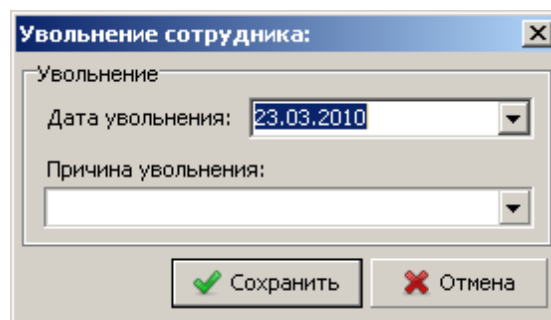 Увольнение сотрудника:
Увольнение
Дата увольнения: 23.03.2010
Причина увольнения:
Сохранить Отмена